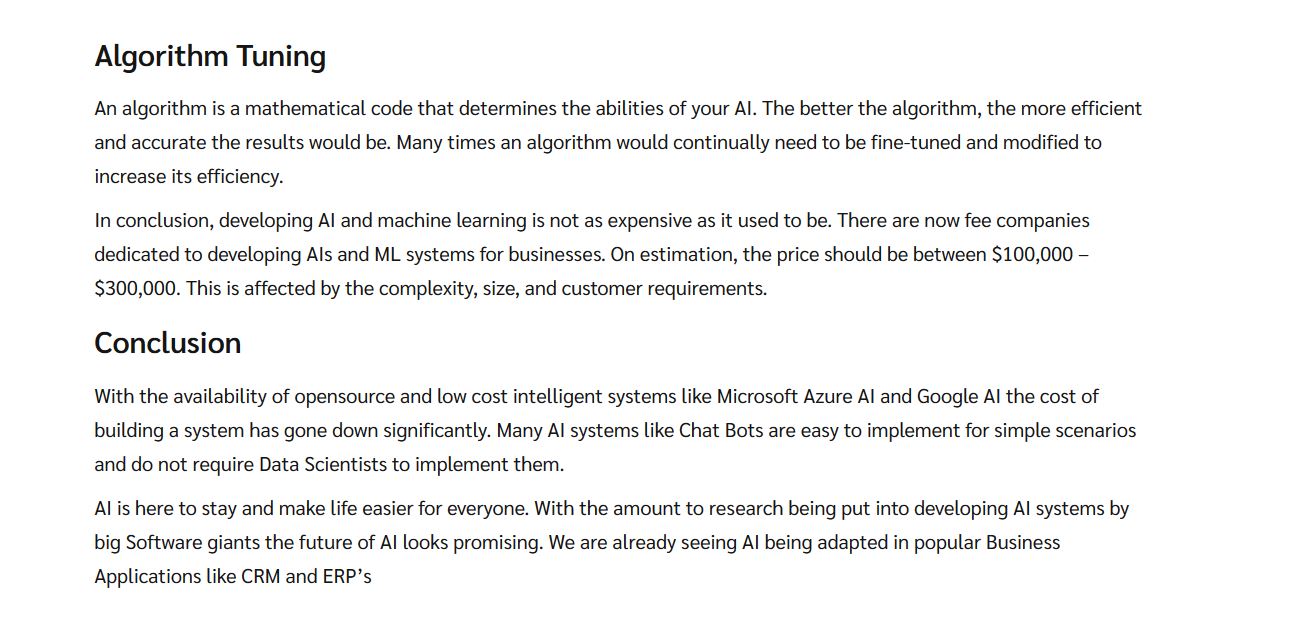 Algorithm Tuning
An algorithm is a mathematical code that determines the abilities of your AI. The better the algorithm, the more efficient
and accurate the results would be. Many times an algorithm would continually need to be fine-tuned and modified to
increase its efficiency.
In conclusion, developing AI and machine learning is not as expensive as it used to be. There are now fee companies
dedicated to developing AIs and ML systems for businesses. On estimation, the price should be between $100,000 –
$300,000. This is affected by the complexity, size, and customer requirements.
Conclusion
With the availability of opensource and low cost intelligent systems like Microsoft Azure AI and Google AI the cost of
building a system has gone down significantly. Many AI systems like Chat Bots are easy to implement for simple scenarios
and do not require Data Scientists to implement them.
AI is here to stay and make life easier for everyone. With the amount to research being put into developing AI systems by
big Software giants the future of AI looks promising. We are already seeing AI being adapted in popular Business
Applications like CRM and ERP’s